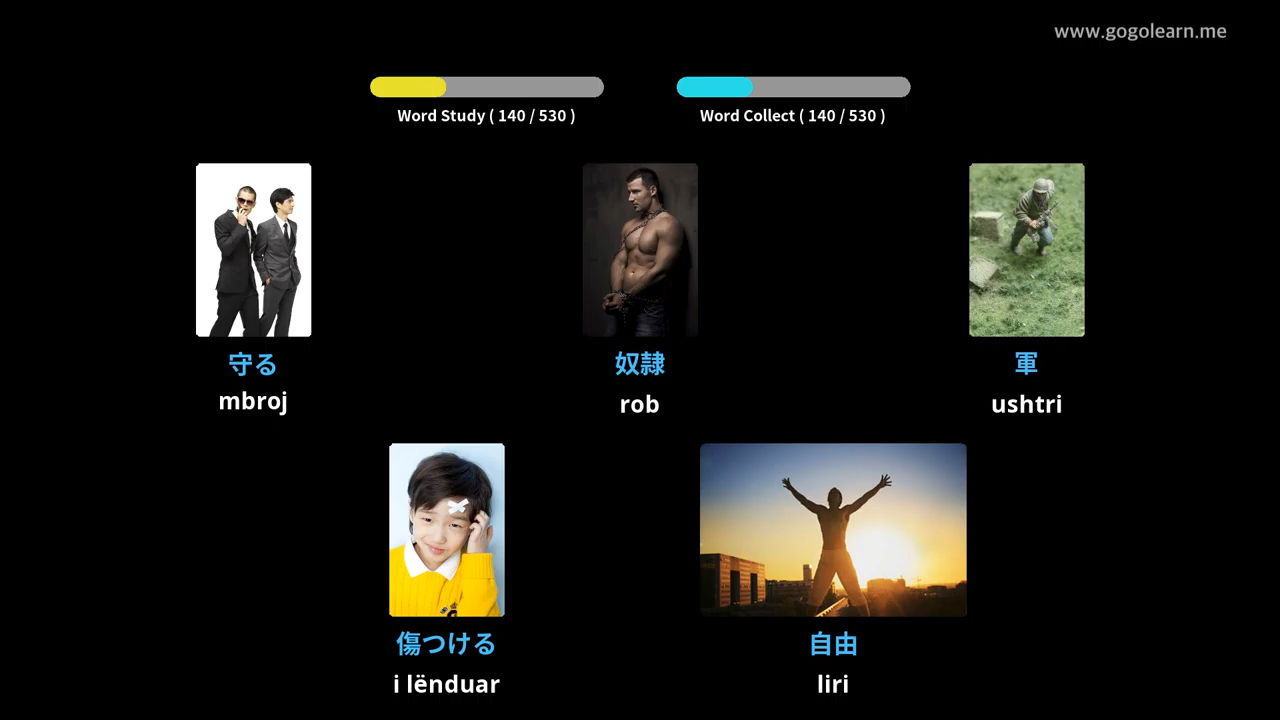 www.gogolearn.me
Word Study ( 140 / 530 )
Word Collect ( 140 / 530 )
守る
mbroj
奴隷
rob
軍
ushtri
傷つける
i lënduar
自由
liri